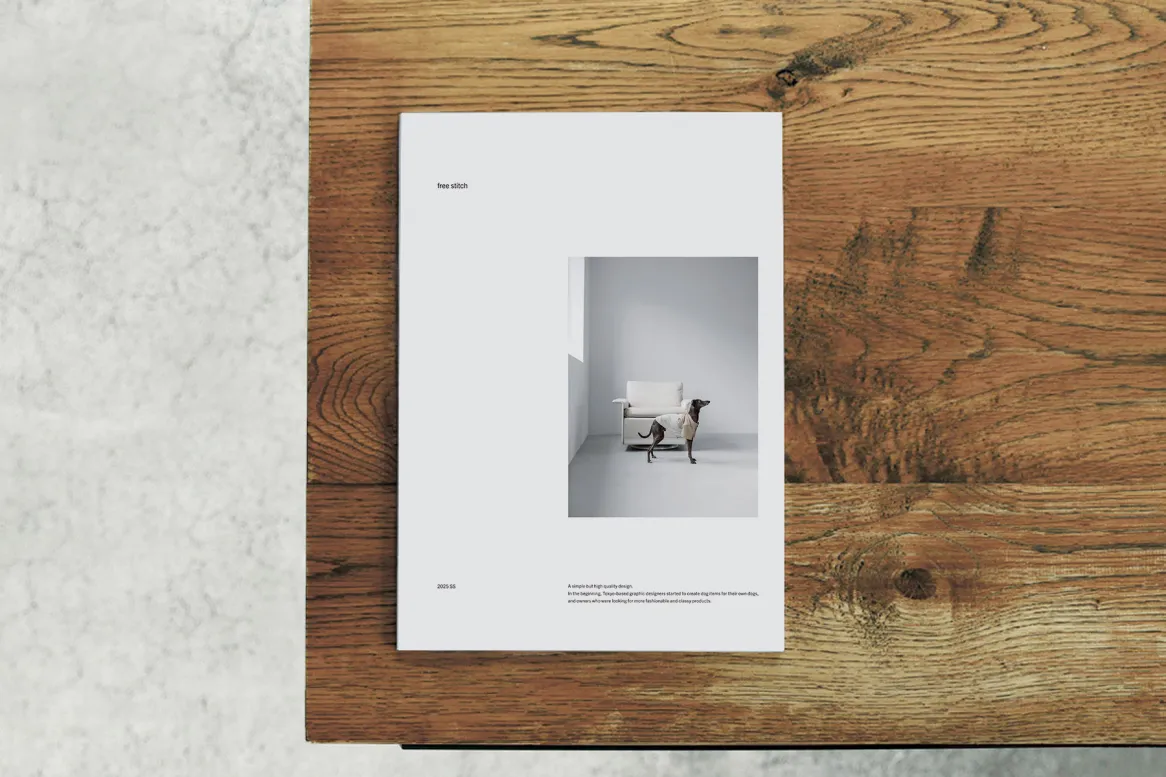 free stitch
2025 SS
A simple but high quality design.
In the beginning, Tokyo-based graphic designers started to create dog items for their own dogs,
and owners who were looking for more fashionable and classy products.